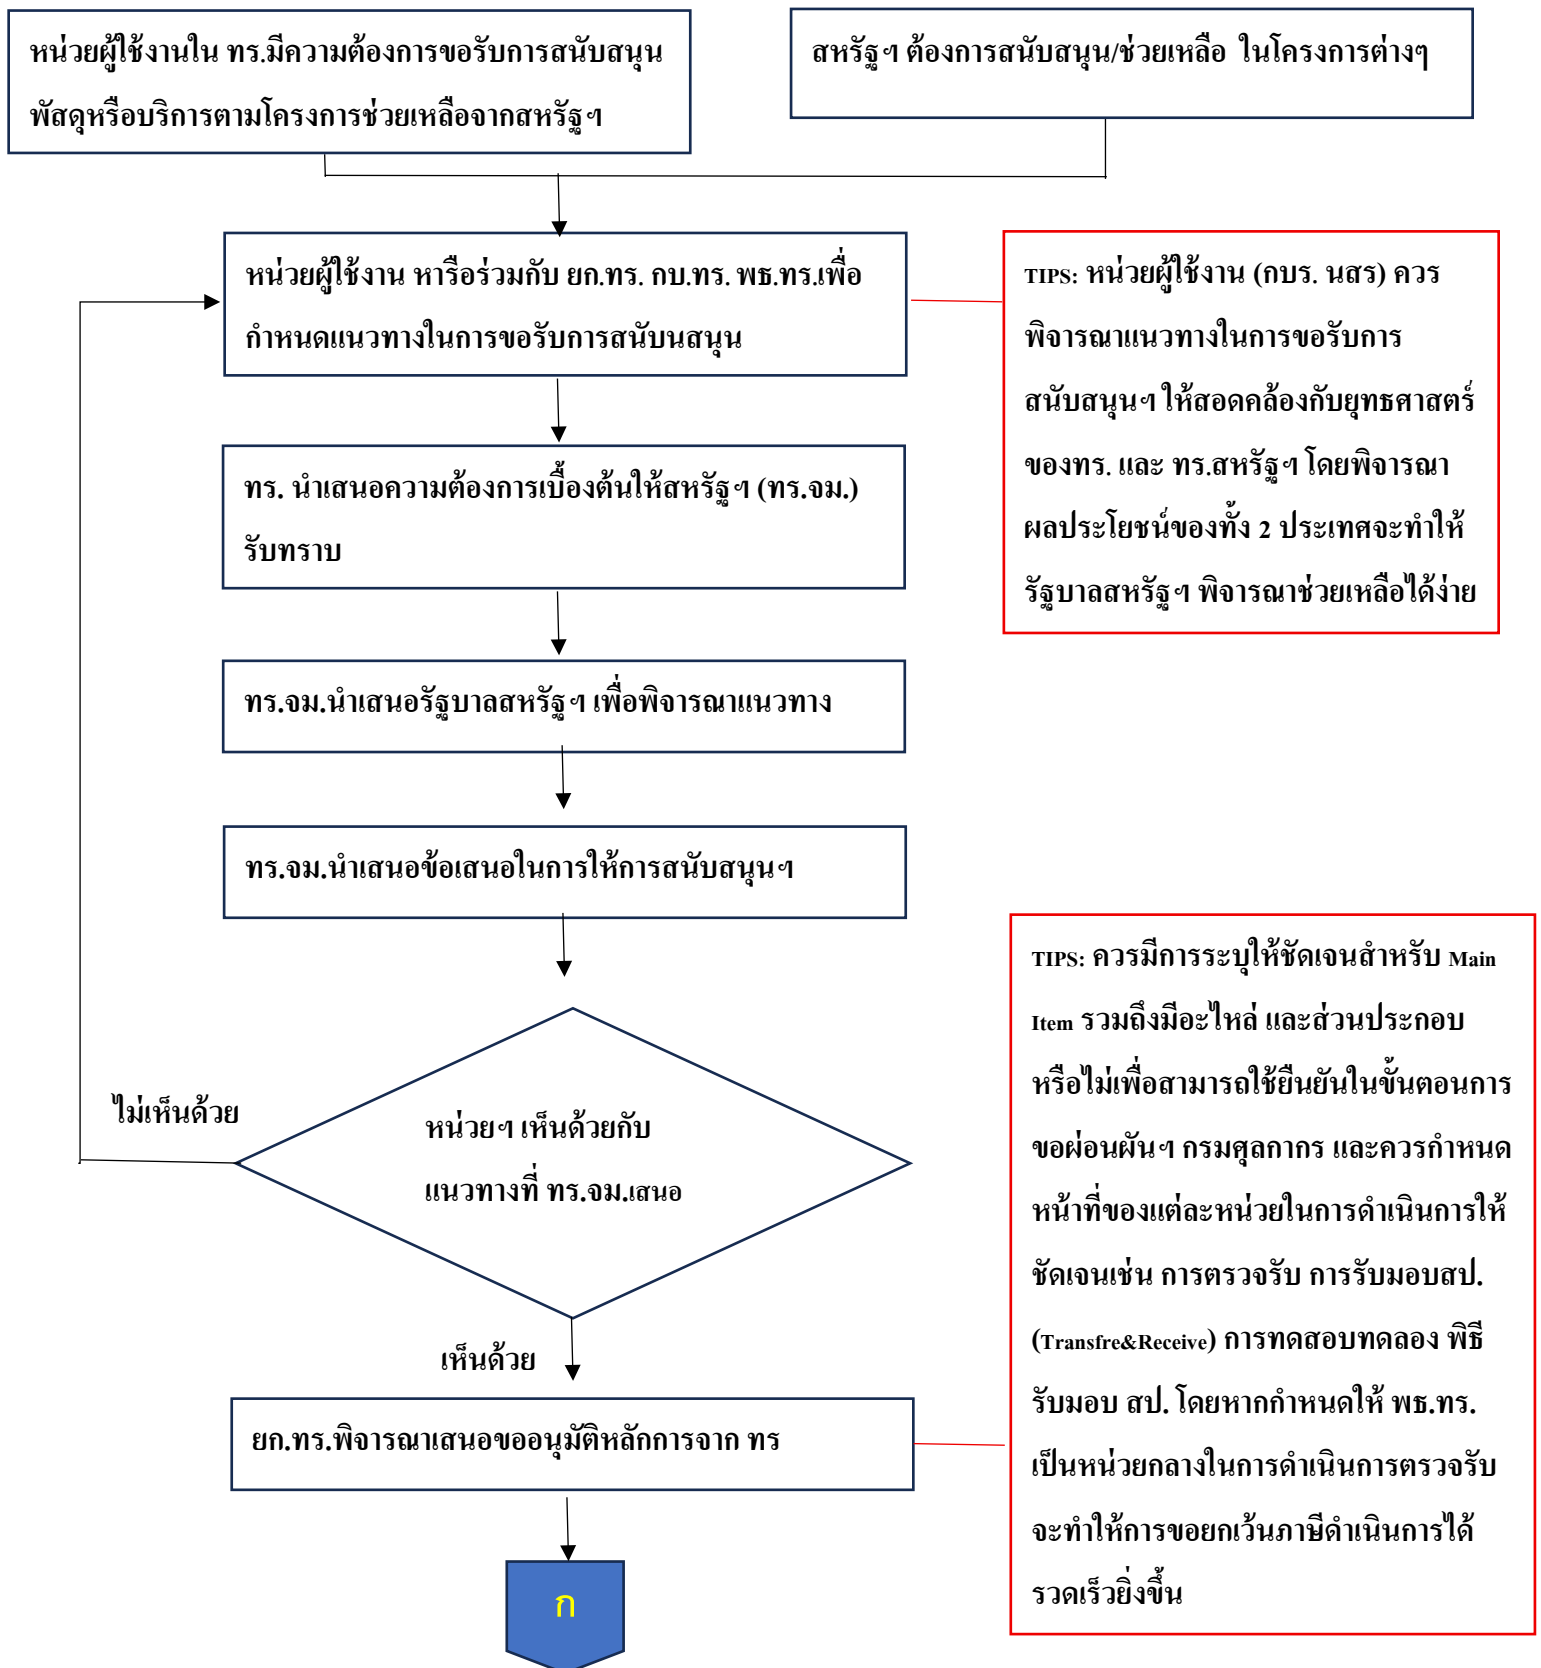 หน่วยผู้ใช้งานใน ทร.มีความต้องการขอรับการสนับสนุน
พัสดุหรือบริการตามโครงการช่วยเหลือจากสหรัฐฯ
สหรัฐฯ ต้องการสนับสนุน/ช่วยเหลือ ในโครงการต่างๆ
หน่วยผู้ใช้งาน หารือร่วมกับ ยก.ทร. กบ.ทร. พธ.ทร.เพื่อ
กำหนดแนวทางในการขอรับการสนับนสนุน
TIPS: หน่วยผู้ใช้งาน (กบร. นสร) ควร
พิจารณาแนวทางในการขอรับการ
สนับสนุนฯ ให้สอดคล้องกับยุทธศาสตร์
ของทร. และ ทร.สหรัฐฯ โดยพิจารณา
ผลประโยชน์ของทั้ง 2 ประเทศจะทำให้
รัฐบาลสหรัฐฯ พิจารณาช่วยเหลือได้ง่าย
ทร. นำเสนอความต้องการเบื้องต้นให้สหรัฐฯ (ทร.จม.)
รับทราบ
ทร.จม.นำเสนอรัฐบาลสหรัฐฯ เพื่อพิจารณาแนวทาง
ทร.จม.นำเสนอข้อเสนอในการให้การสนับสนุนฯ
ไม่เห็นด้วย
หน่วยฯ เห็นด้วยกับ
แนวทางที่ ทร.จม.เสนอ
เห็นด้วย
ยก.ทร.พิจารณาเสนอขออนุมัติหลักการจาก ทร
TIPS: ควรมีการระบุให้ชัดเจนสำหรับ Main
Item รวมถึงมีอะไหล่ และส่วนประกอบ
หรือไม่เพื่อสามารถใช้ยืนยันในขั้นตอนการ
ขอผ่อนผันฯ กรมศุลกากร และควรกำหนด
หน้าที่ของแต่ละหน่วยในการดำเนินการให้
ชัดเจนเช่น การตรวจรับ การรับมอบสป.
(Transfre&Receive) การทดสอบทดลอง พิธี
รับมอบ สป. โดยหากกำหนดให้ พธ.ทร.
เป็นหน่วยกลางในการดำเนินการตรวจรับ
จะทำให้การขอยกเว้นภาษีดำเนินการได้
รวดเร็วยิ่งขึ้น
ก